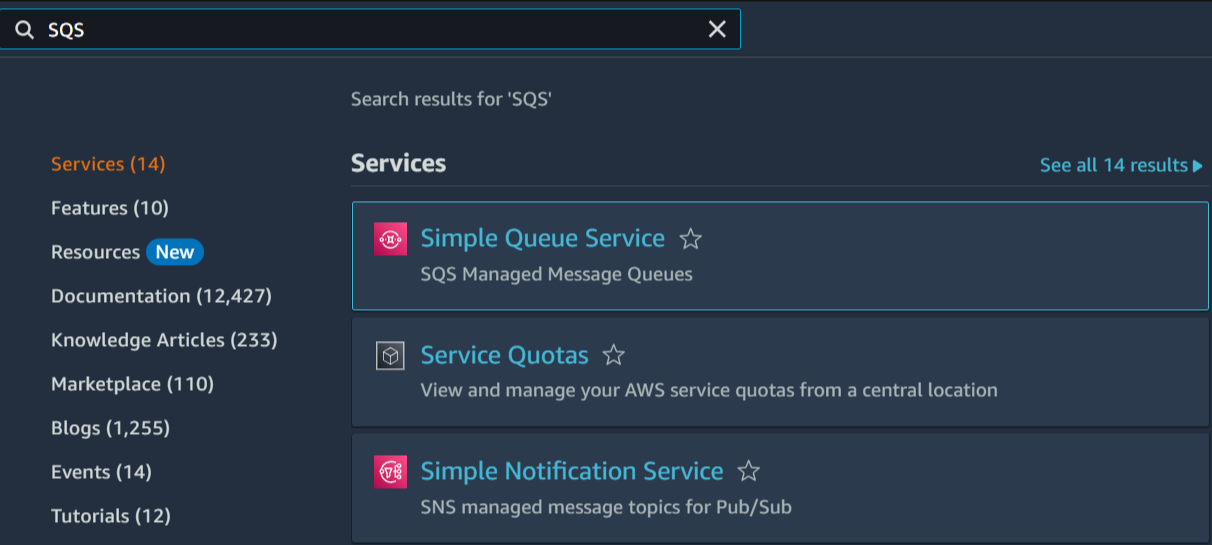 SQS
Search results for 'SQS'
Services (14)
Features (10)
Resources New
Documentation (12,427)
Knowledge Articles (233)
Marketplace (110)
Blogs (1,255)
Events (14)
Tutorials (12)
Services
See all 14 results
Simple Queue Service
SQS Managed Message Queues
Service Quotas
View and manage your AWS service quotas from a central location
Simple Notification Service
SNS managed message topics for Pub/Sub